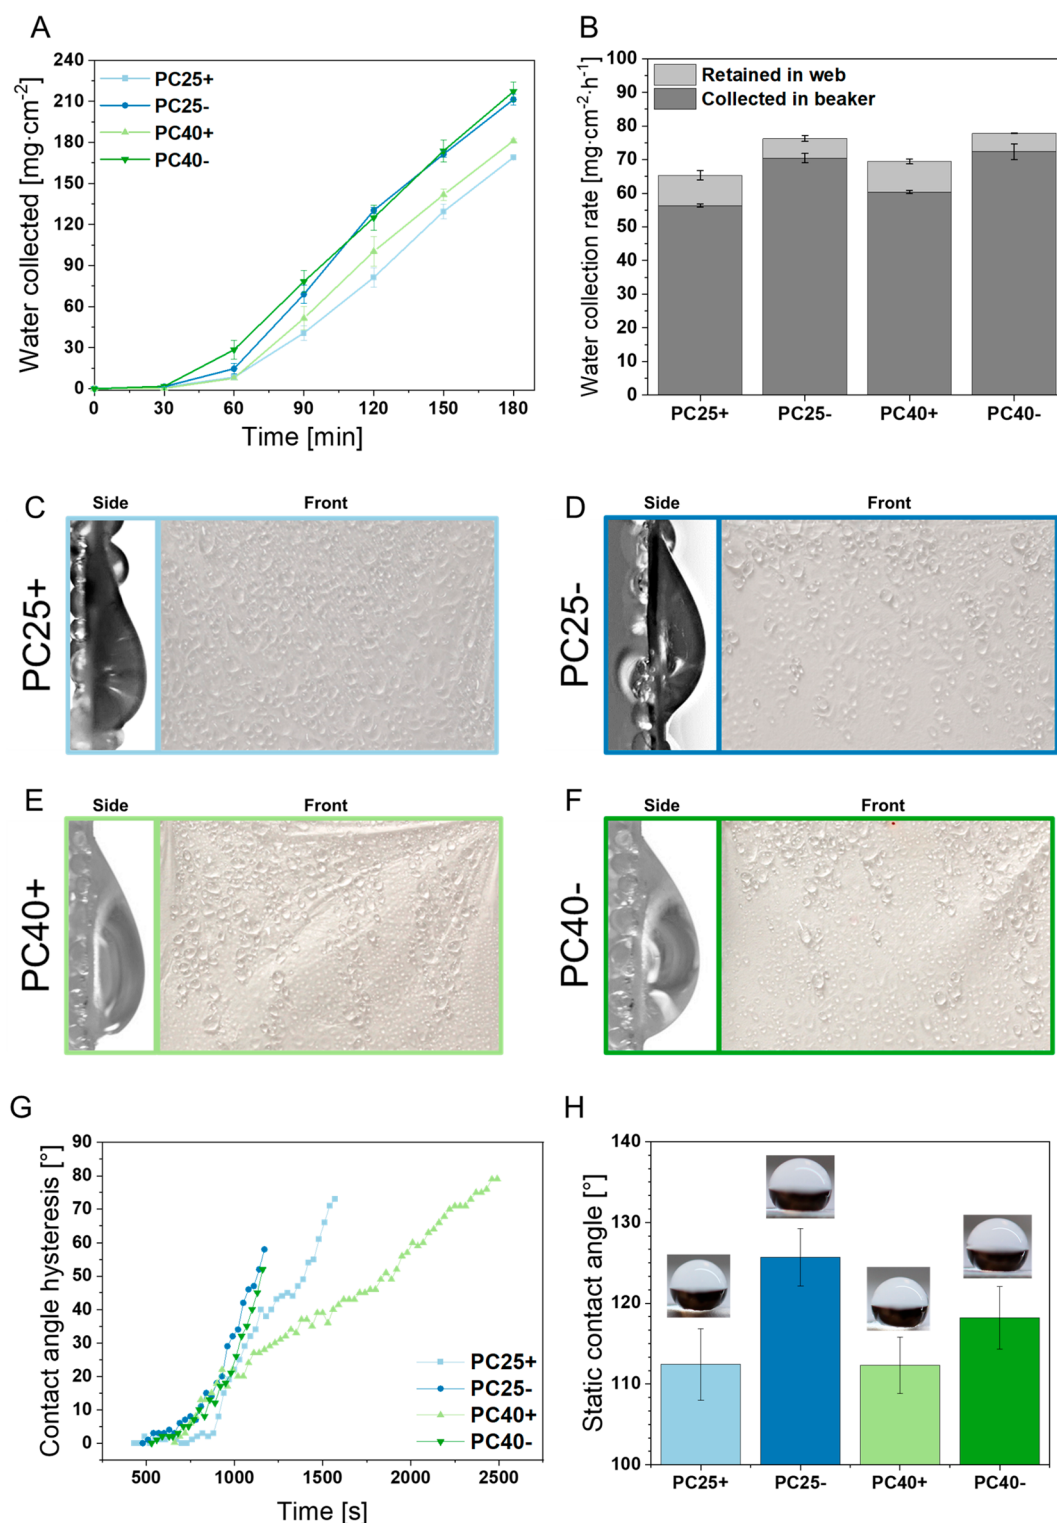 A
Water collected [mg·cm-2]
240
210
180
150
120
90
60
30
0
PC25+
PC25-
PC40+
PC40-
0 30 60 90 120 150 180
Time [min]
B
Water collection rate [mg·cm-2·h-1]
100
90
80
70
60
50
40
30
20
10
0
Retained in web
Collected in beaker
PC25+ PC25- PC40+ PC40-
C
Side Front
PC25+
D
Side Front
PC25-
E
Side Front
PC40+
F
Side Front
PC40-
G
Contact angle hysteresis [°]
90
80
70
60
50
40
30
20
10
0
PC25+
PC25-
PC40+
PC40-
500 1000 1500 2000 2500
Time [s]
H
Static contact angle [°]
140
130
120
110
100
PC25+ PC25- PC40+ PC40-